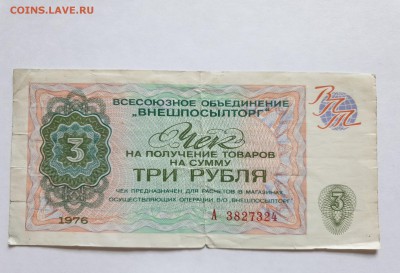 COINS.LAVE.RU
ВСЕСОЮЗНОЕ ОБЪЕДИНЕНИЕ
„ВНЕШПОСЫЛТОРГ"
ВПТ
Чек
НА ПОЛУЧЕНИЕ ТОВАРОВ
НА СУММУ
3
ТРИ РУБЛЯ
ЧЕК ПРЕДНАЗНАЧЕН ДЛЯ РАСЧЕТОВ В МАГАЗИНАХ,
ОСУЩЕСТВЛЯЮЩИХ ОПЕРАЦИИ В/О „ВНЕШПОСЫЛТОРГ"
3
1976
А 3827324